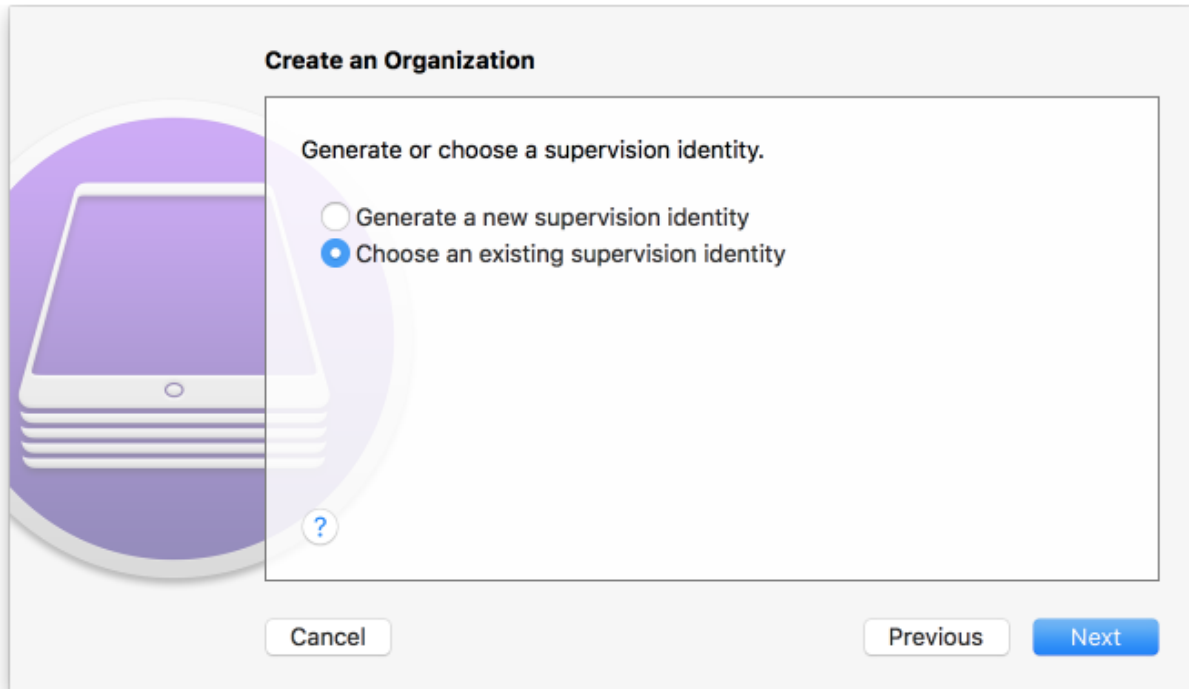 Create an Organization
Generate or choose a supervision identity.
Generate a new supervision identity
Choose an existing supervision identity
?
Cancel
Previous
Next